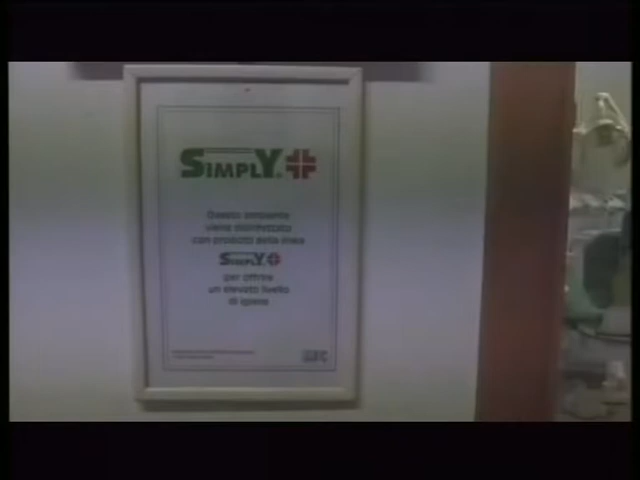 SIMPLY
Questo ambiente
viene disinfettato
con prodotti della linea
SIMPLY
per offrire
un elevato livello
di igiene